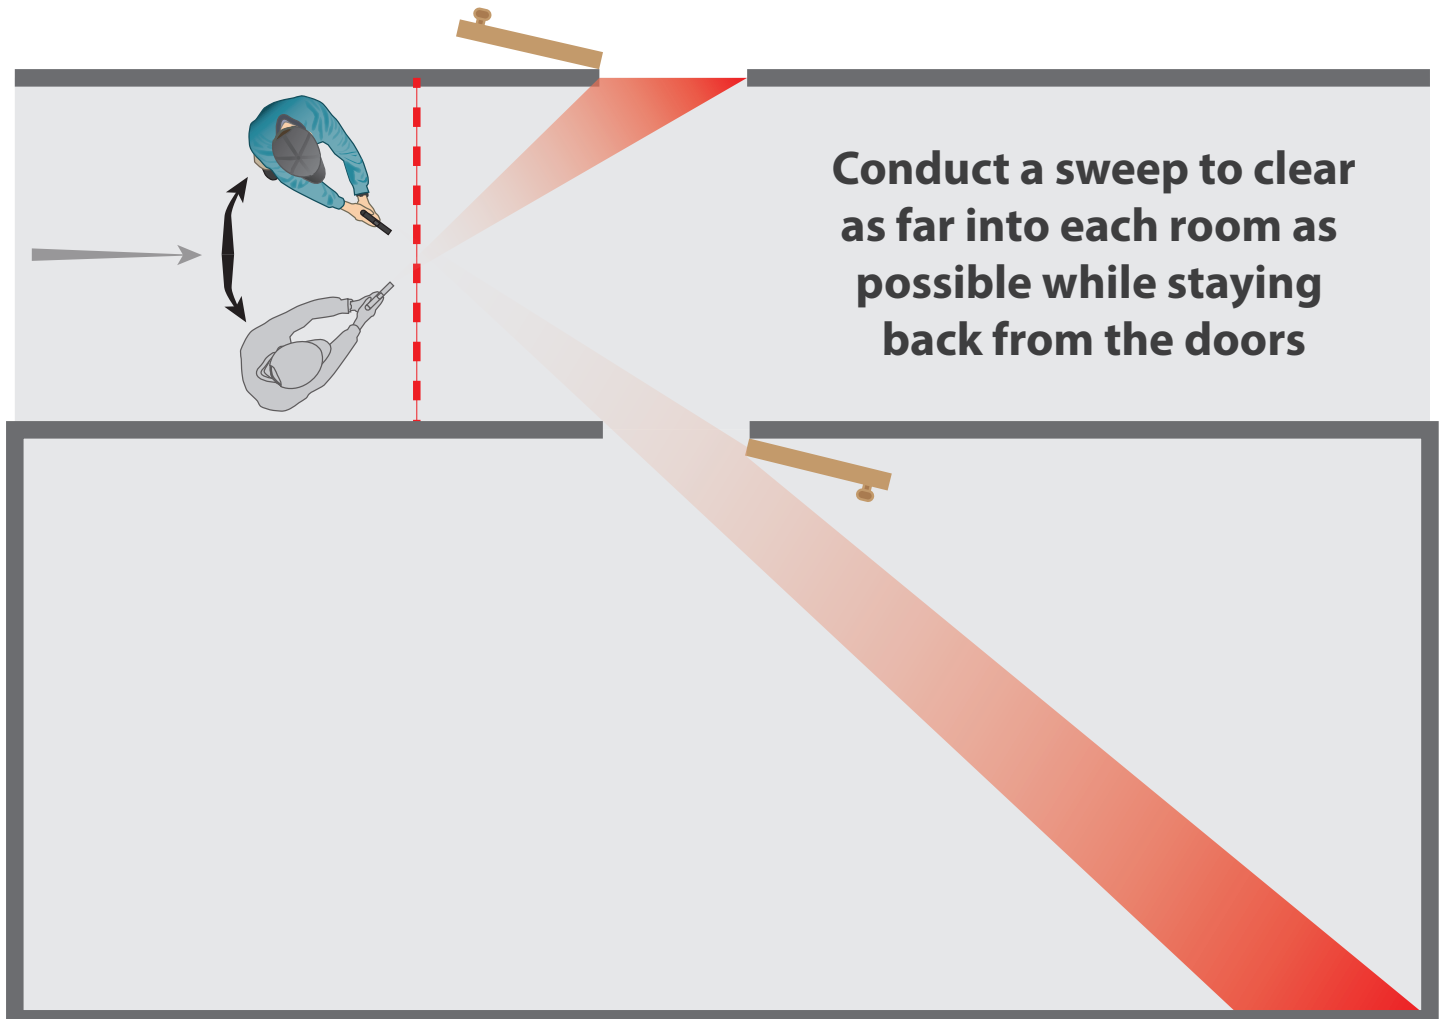 Conduct a sweep to clear
as far into each room as
possible while staying
back from the doors